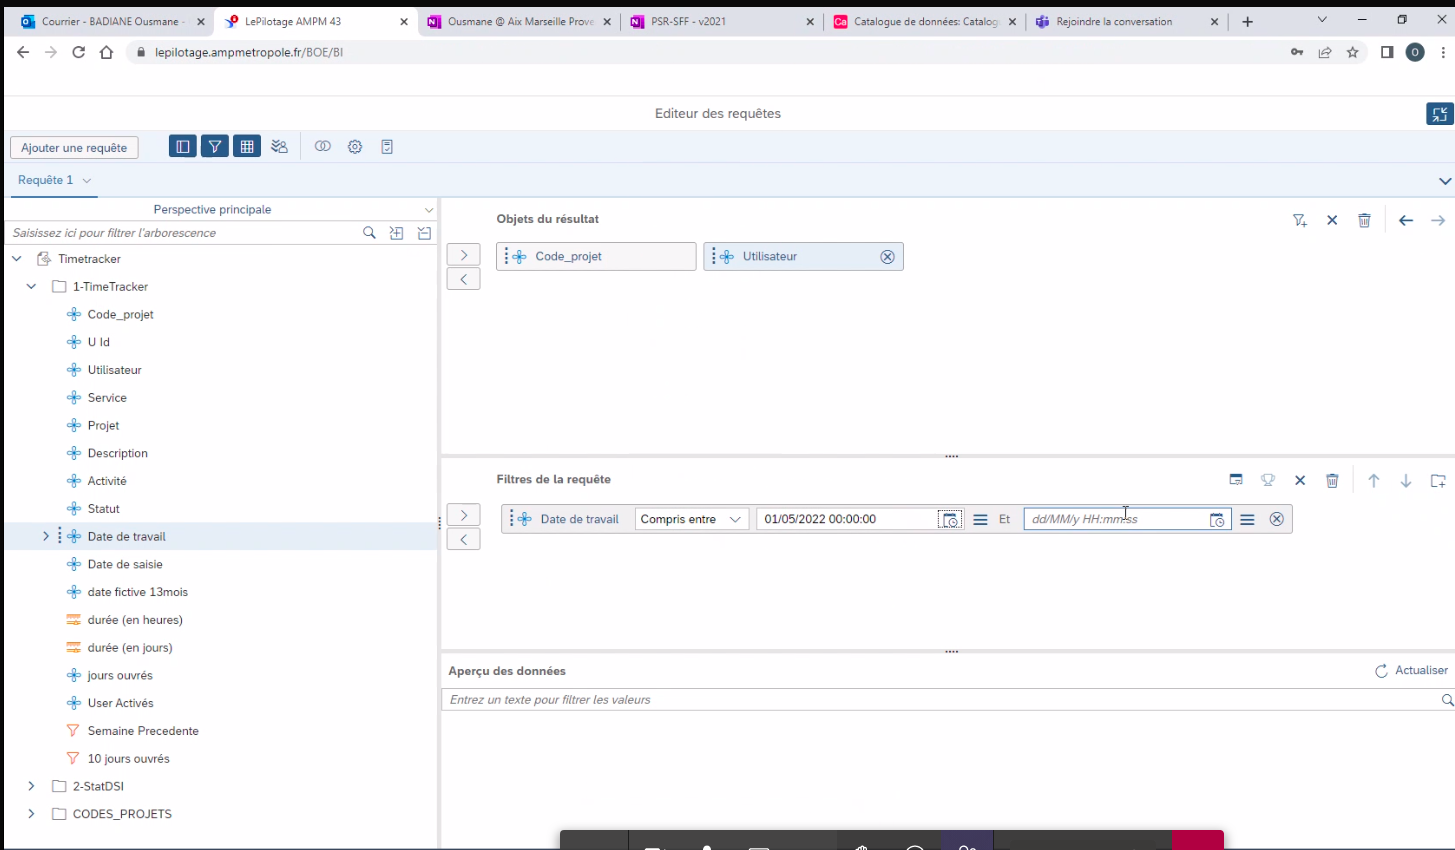 Courrier - BADIANE Ousmane -
LePilotage AMPM 43
Ousmane @ Aix Marseille Prove
PSR-SFF - v2021
Ca
Catalogue de données: Catalog
Rejoindre la conversation
lepilotage.ampmetropole.fr/BOE/BI
O
Editeur des requêtes
Ajouter une requête
Requête 1
Perspective principale
Saisissez ici pour filtrer l'arborescence
Timetracker
1-TimeTracker
Code_projet
U Id
Utilisateur
Service
Projet
Description
Activité
Statut
Date de travail
Date de saisie
date fictive 13mois
durée (en heures)
durée (en jours)
jours ouvrés
User Activés
Semaine Precedente
10 jours ouvrés
2-StatDSI
CODES_PROJETS
Objets du résultat
Code_projet
Utilisateur
Filtres de la requête
Date de travail
Compris entre
01/05/2022 00:00:00
Et
dd/MM/y HH:mm:ss
Aperçu des données
Actualiser
Entrez un texte pour filtrer les valeurs